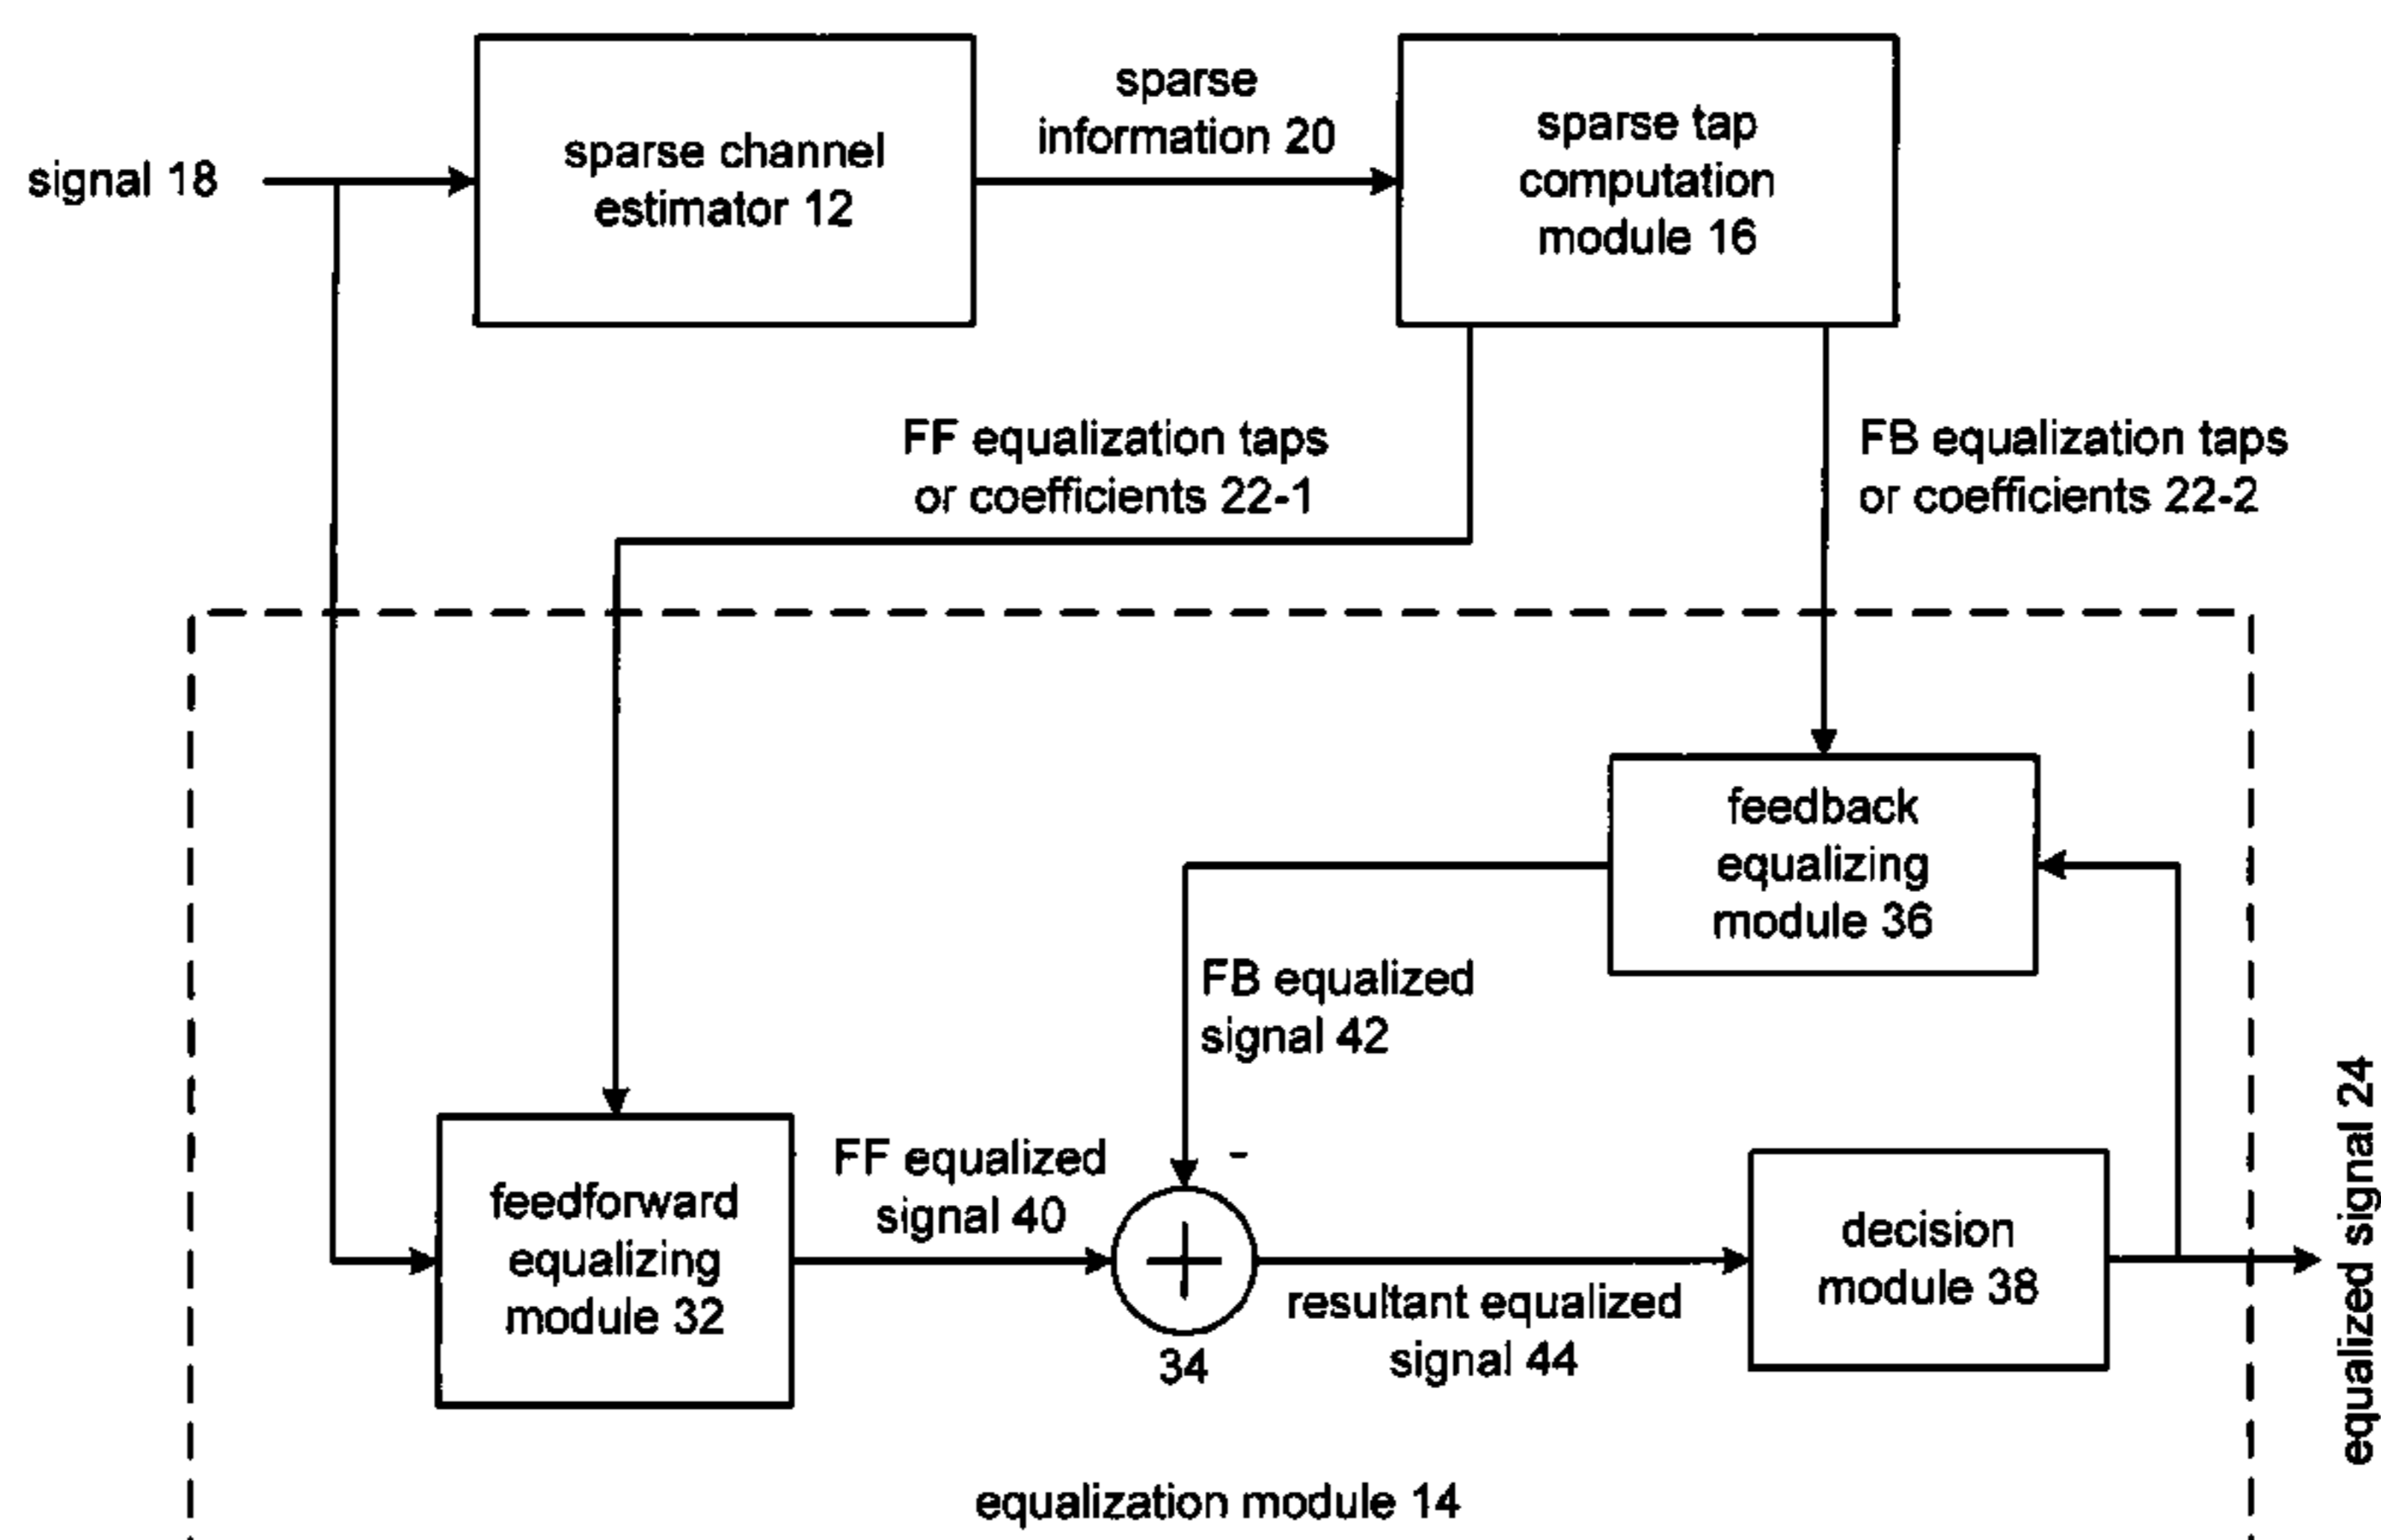 signal 18
sparse channel
estimator 12
sparse
information 20
sparse tap
computation
module 16
FF equalization taps
or coefficients 22-1
FB equalization taps
or coefficients 22-2
feedback
equalizing
module 36
FB equalized
signal 42
feedforward
equalizing
module 32
FF equalized
signal 40
-
34
resultant equalized
signal 44
decision
module 38
equalized signal 24
equalization module 14